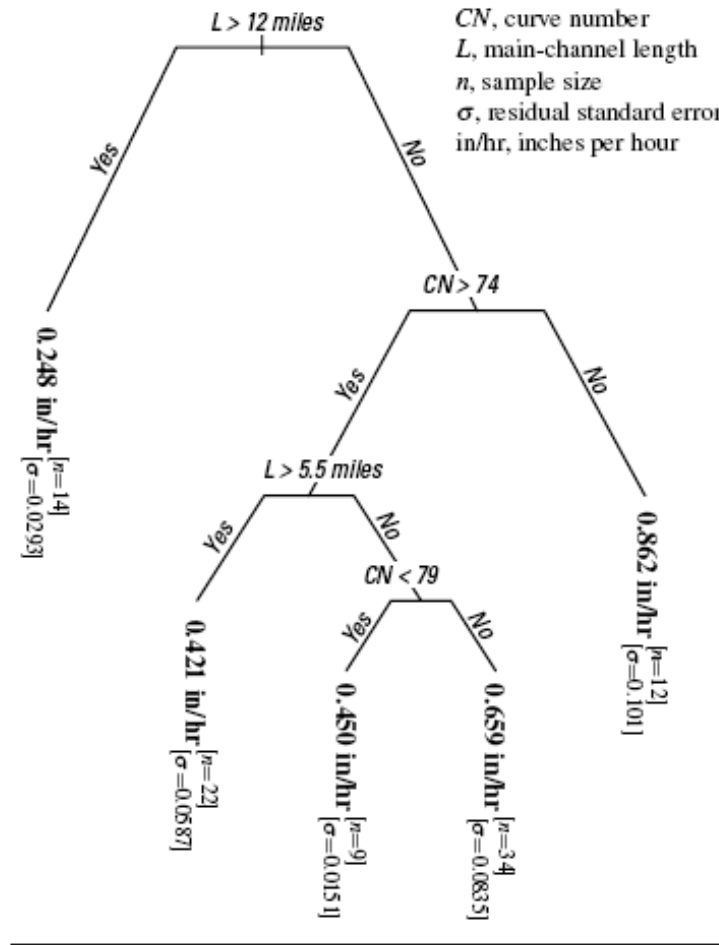 L > 12 miles
CN, curve number
L, main-channel length
n, sample size
σ, residual standard error
in/hr, inches per hour
Yes
No
CN > 74
Yes
No
0.248 in/hr [n=14]
[σ=0.0293]
L > 5.5 miles
Yes
No
0.862 in/hr [n=12]
[σ=0.101]
CN < 79
Yes
No
0.421 in/hr [n=22]
[σ=0.0587]
0.450 in/hr [n=9]
[σ=0.0151]
0.659 in/hr [n=34]
[σ=0.0835]